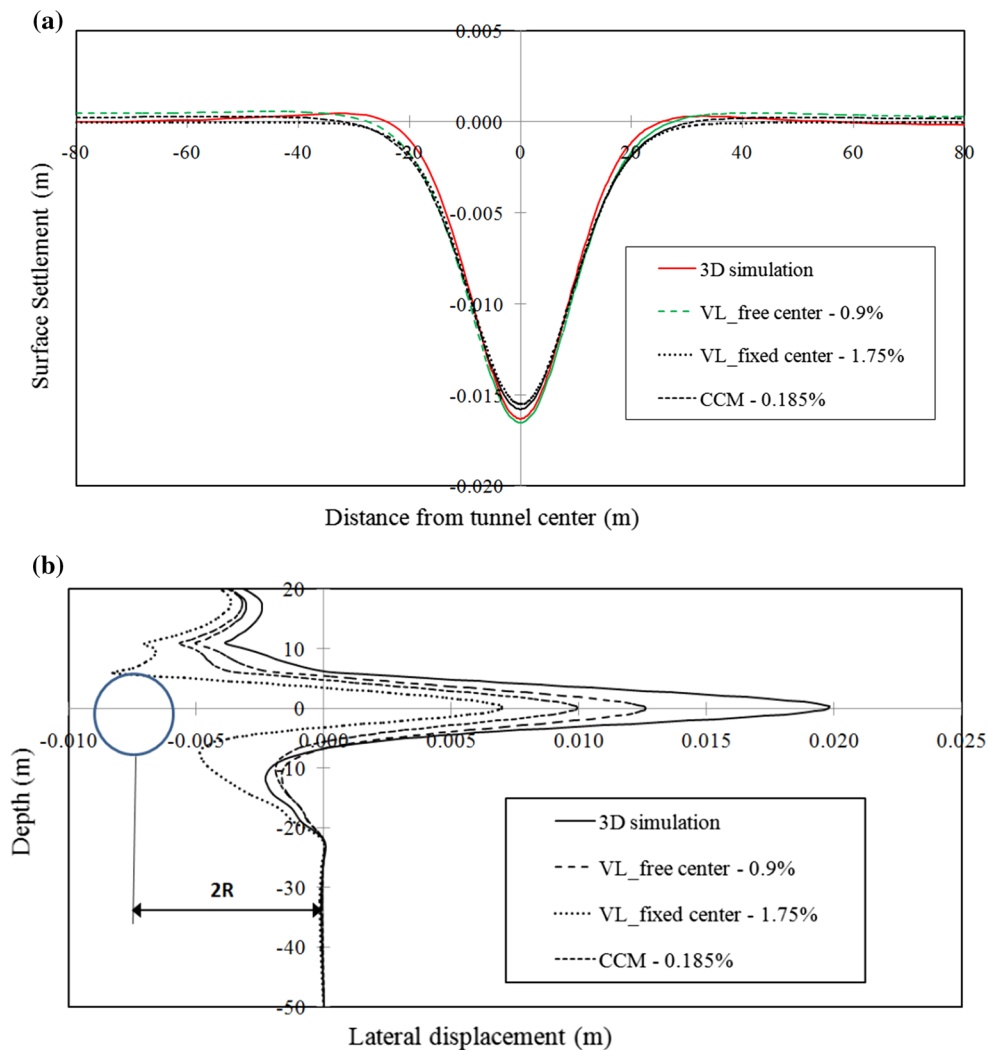 (a)
0.005
0.000
-80 -60 -40 -20 0 20 40 60 80
-0.005
-0.010
-0.015
-0.020
Surface Settlement (m)
3D simulation
VL_free center - 0.9%
VL_fixed center - 1.75%
CCM - 0.185%
Distance from tunnel center (m)
(b)
20
10
0
-0.010 -0.005 0.000 0.005 0.010 0.015 0.020 0.025
-10
-20
-30
-40
-50
Depth (m)
2R
3D simulation
VL_free center - 0.9%
VL_fixed center - 1.75%
CCM - 0.185%
Lateral displacement (m)